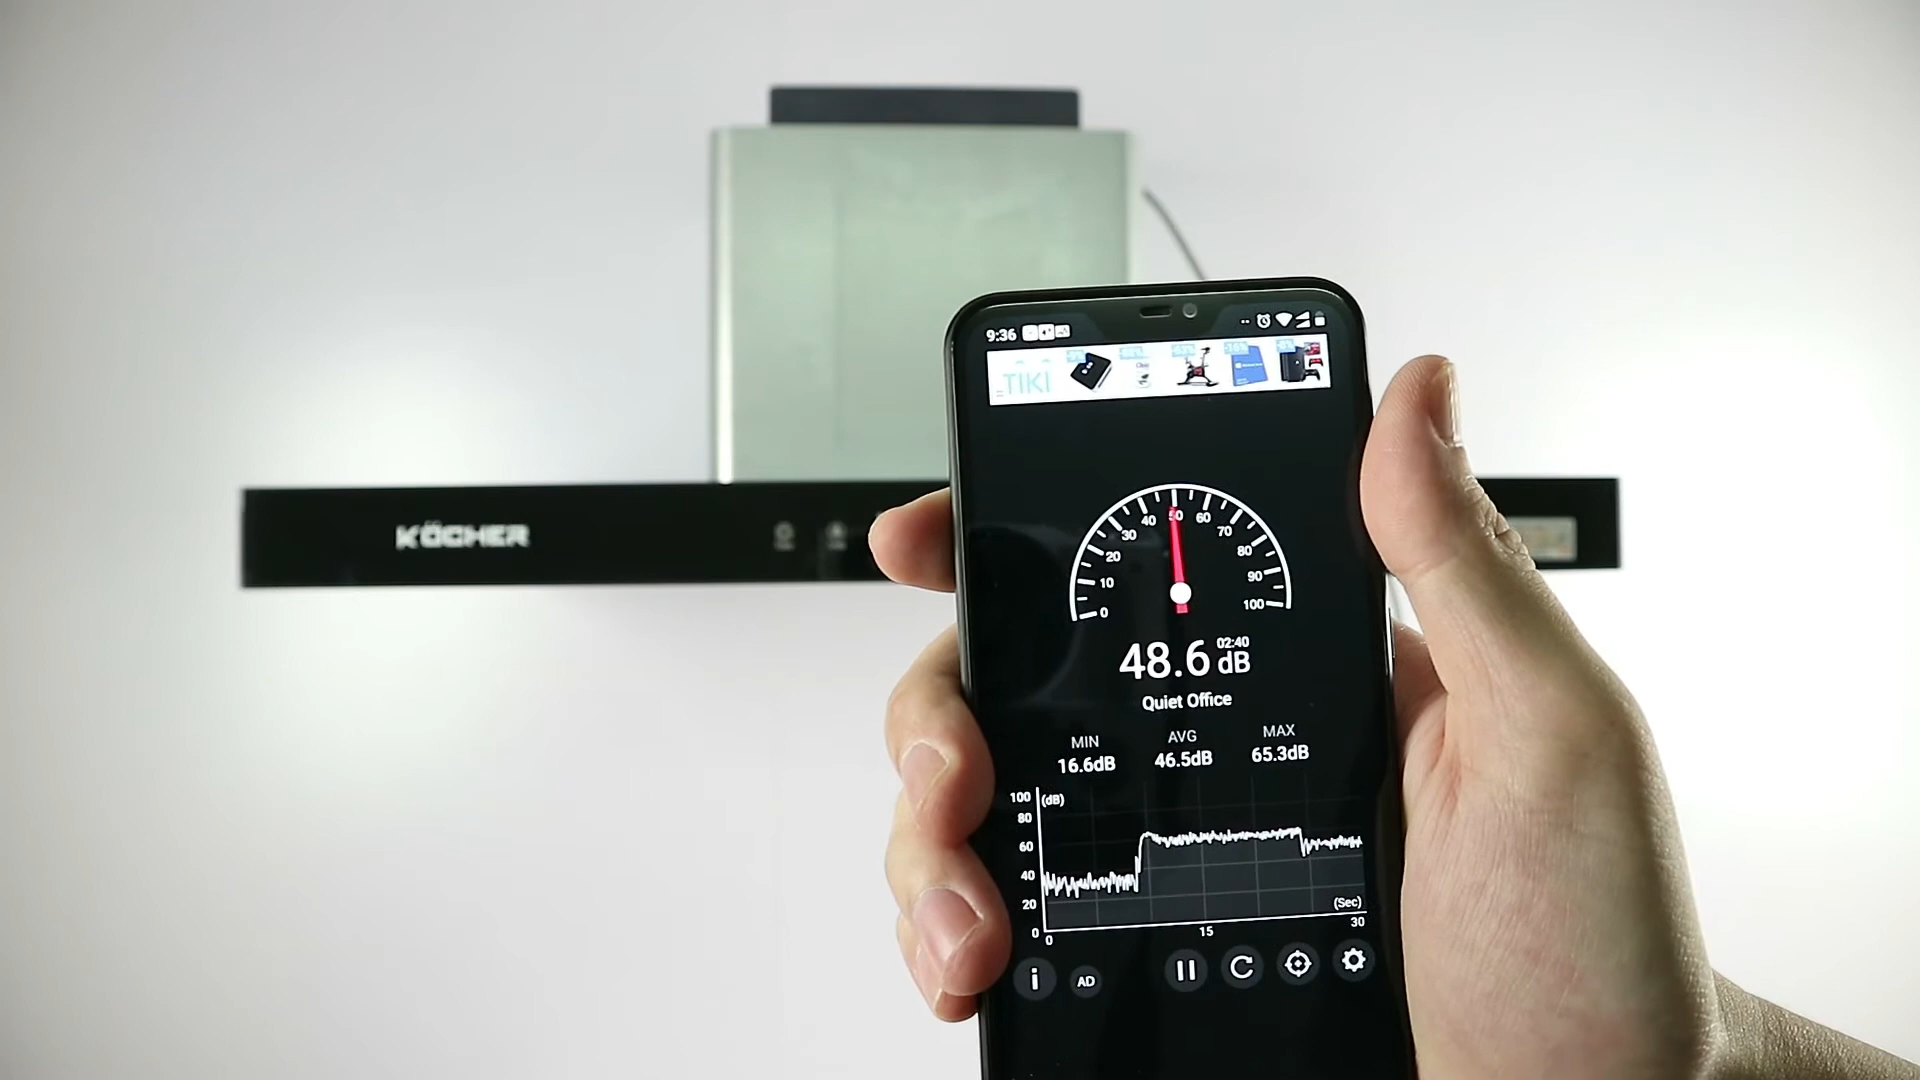 KÖCHER
9:36
TIKI
40 50 60
30 70
20 80
10 90
0 100
02:40
48.6 dB
Quiet Office
MIN AVG MAX
16.6dB 46.5dB 65.3dB
100 (dB)
80
60
40
20
(Sec)
0
0 15 30
i AD